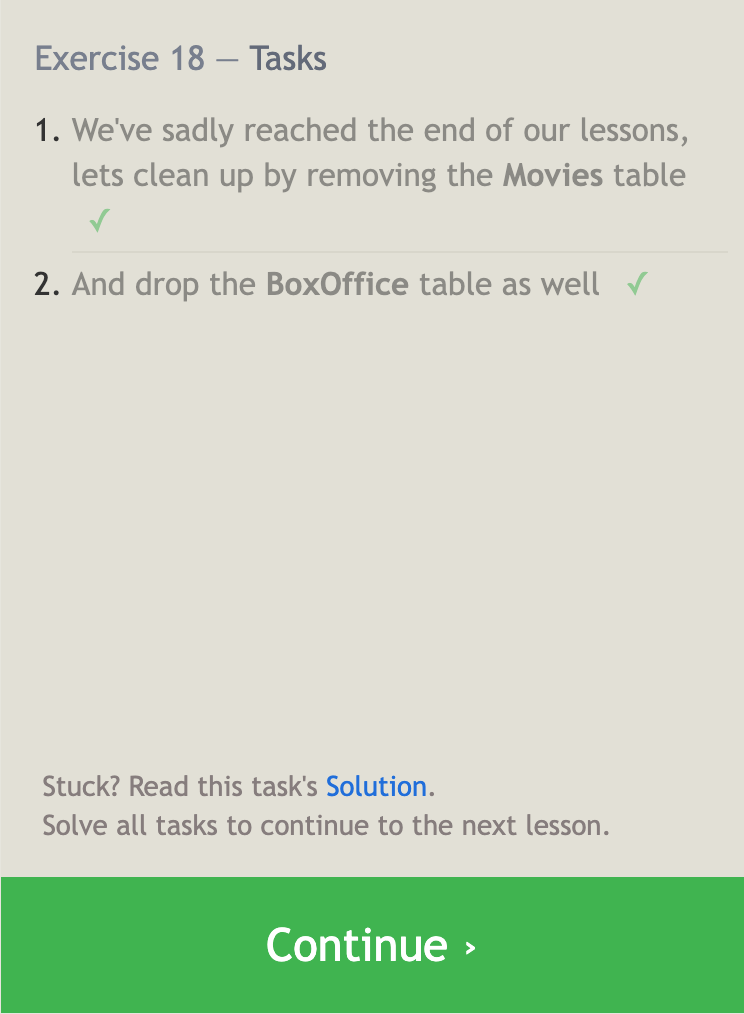 Exercise 18 — Tasks
1. We've sadly reached the end of our lessons,
lets clean up by removing the Movies table
✓
2. And drop the BoxOffice table as well ✓
Stuck? Read this task's Solution.
Solve all tasks to continue to the next lesson.
Continue ›